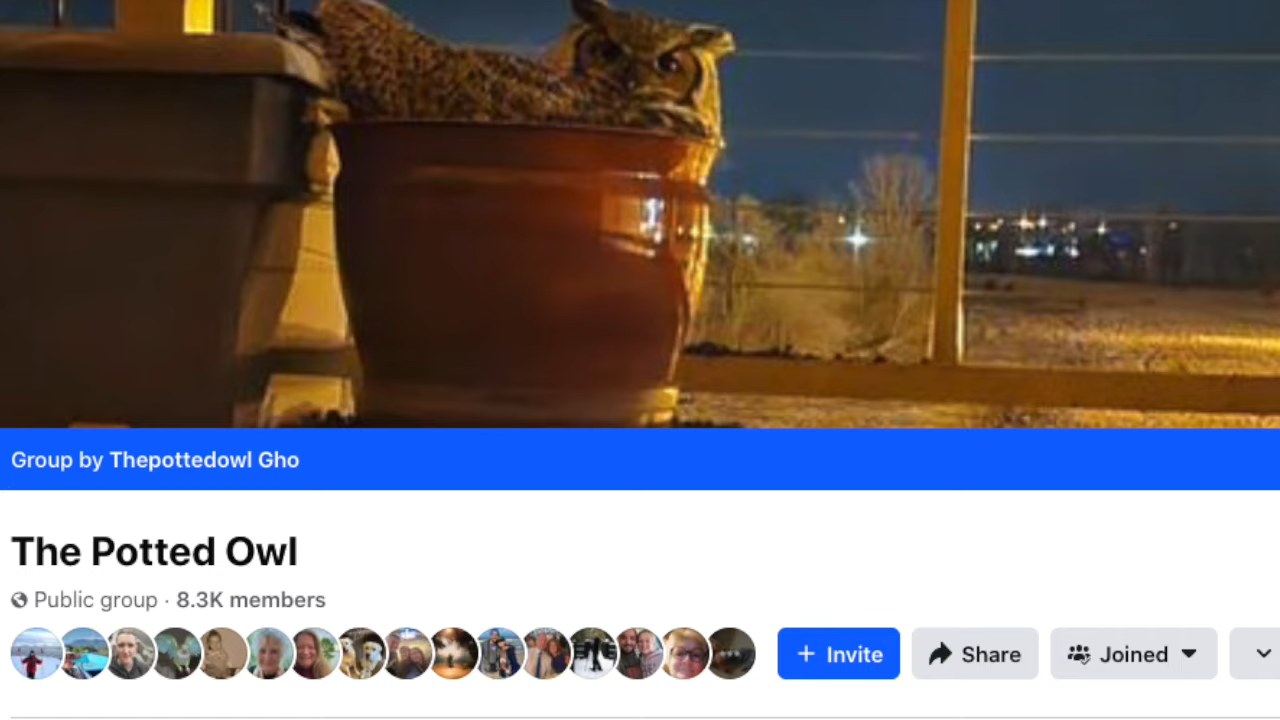 Group by Thepottedowl Gho
The Potted Owl
Public group · 8.3K members
+ Invite
Share
Joined